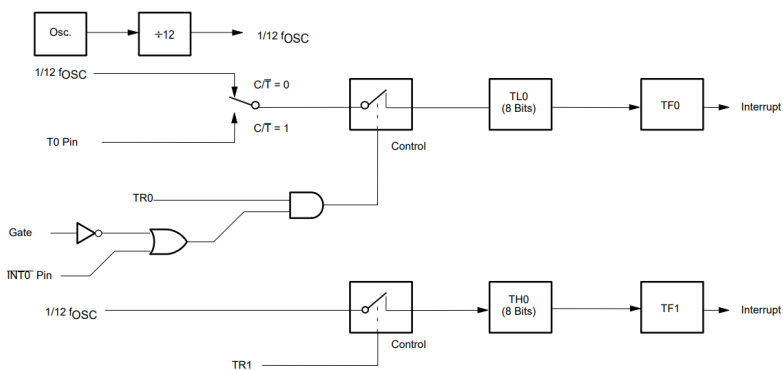 Osc.
÷12
1/12 fOSC
1/12 fOSC
C/T̅ = 0
TL0
(8 Bits)
TF0
Interrupt
T0 Pin
C/T̅ = 1
Control
TR0
Gate
I̅N̅T̅0̅ Pin
1/12 fOSC
TH0
(8 Bits)
TF1
Interrupt
Control
TR1